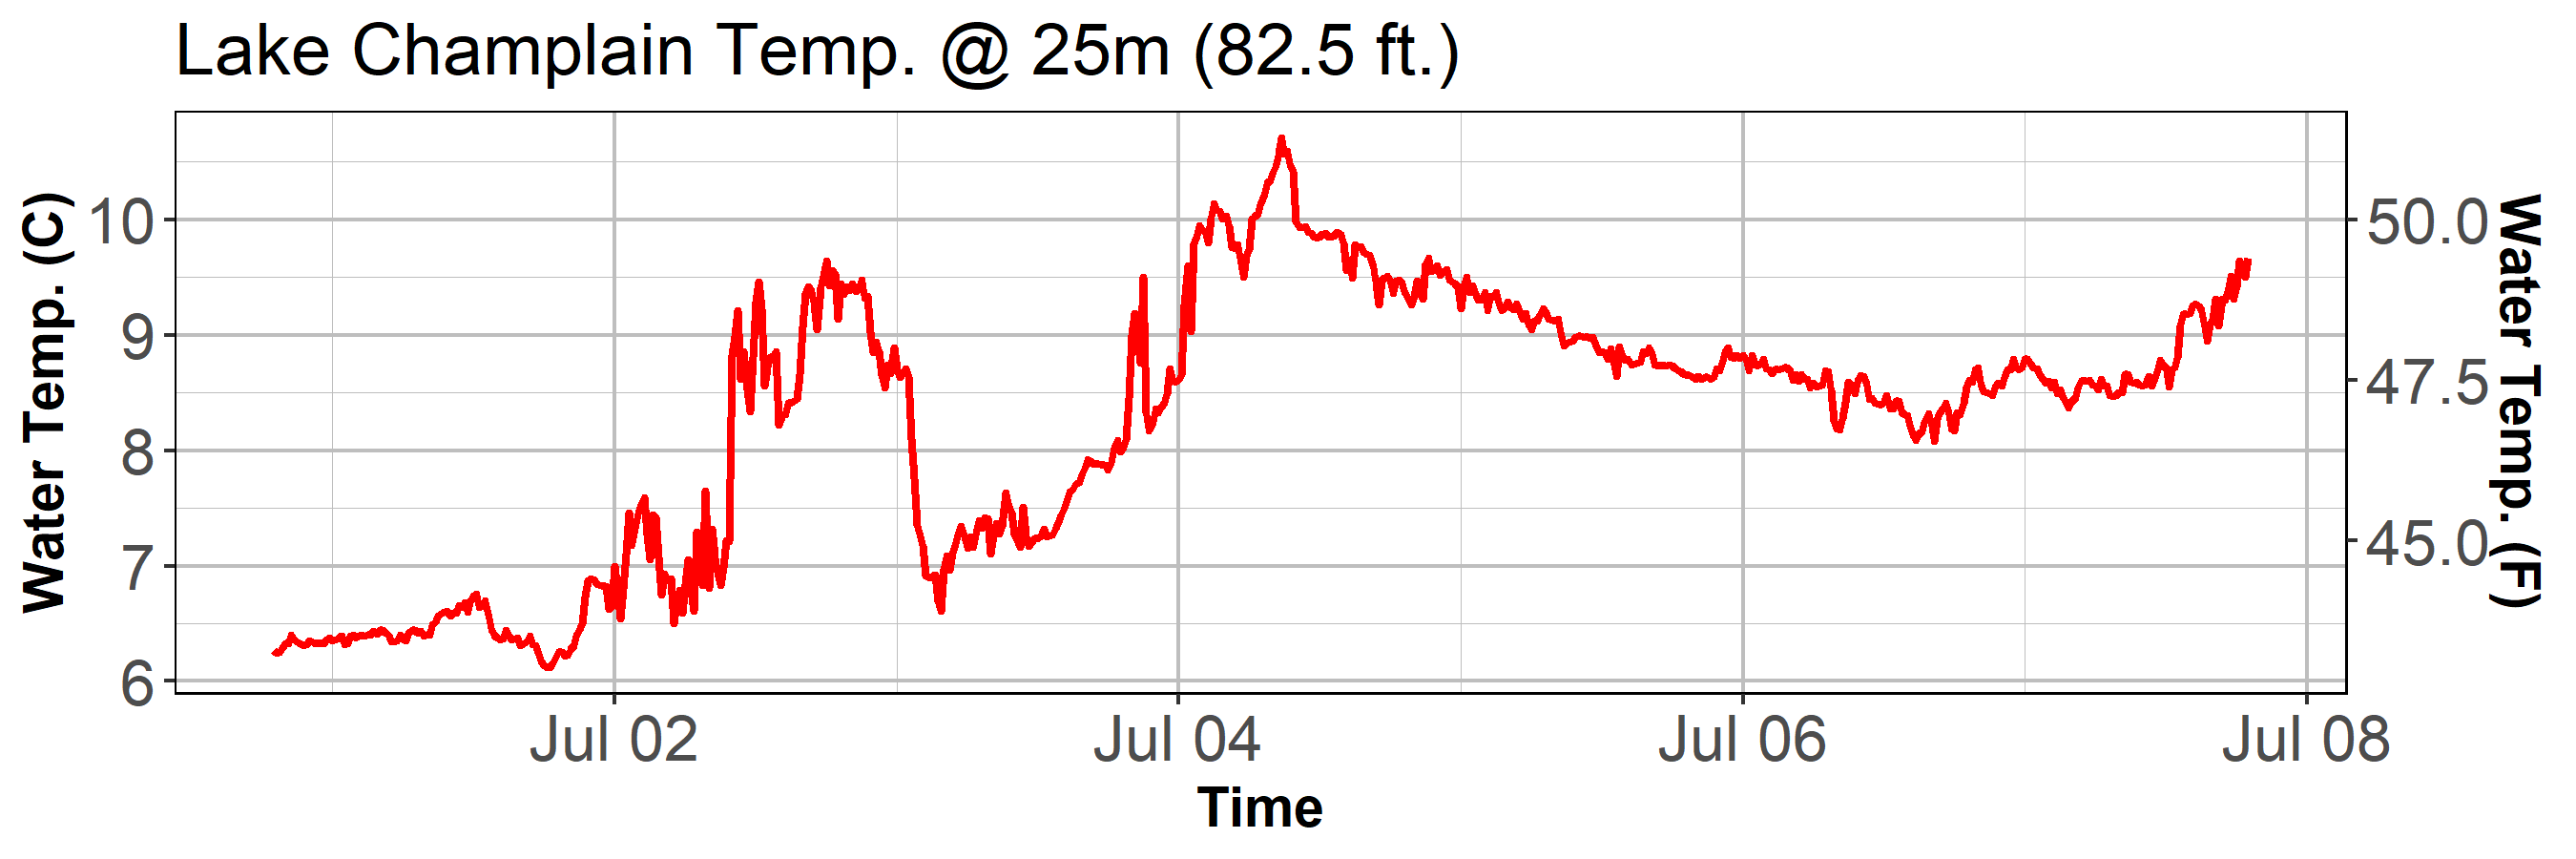 Lake Champlain Temp. @ 25m (82.5 ft.)
Water Temp. (C)
10
9
8
7
6
50.0
47.5
45.0
Water Temp. (F)
Jul 02 Jul 04 Jul 06 Jul 08
Time